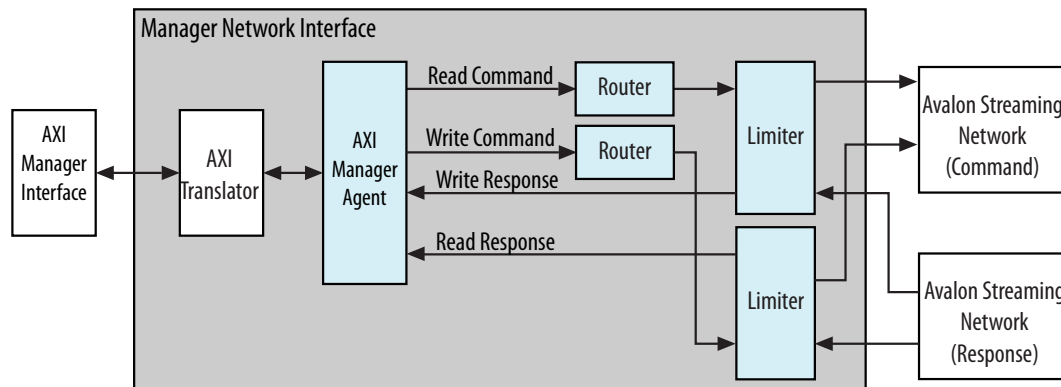 Manager Network Interface
Read Command
Router
Write Command
Router
Write Response
Read Response
AXI
Manager
Interface
AXI
Translator
AXI
Manager
Agent
Limiter
Limiter
Avalon Streaming
Network
(Command)
Avalon Streaming
Network
(Response)